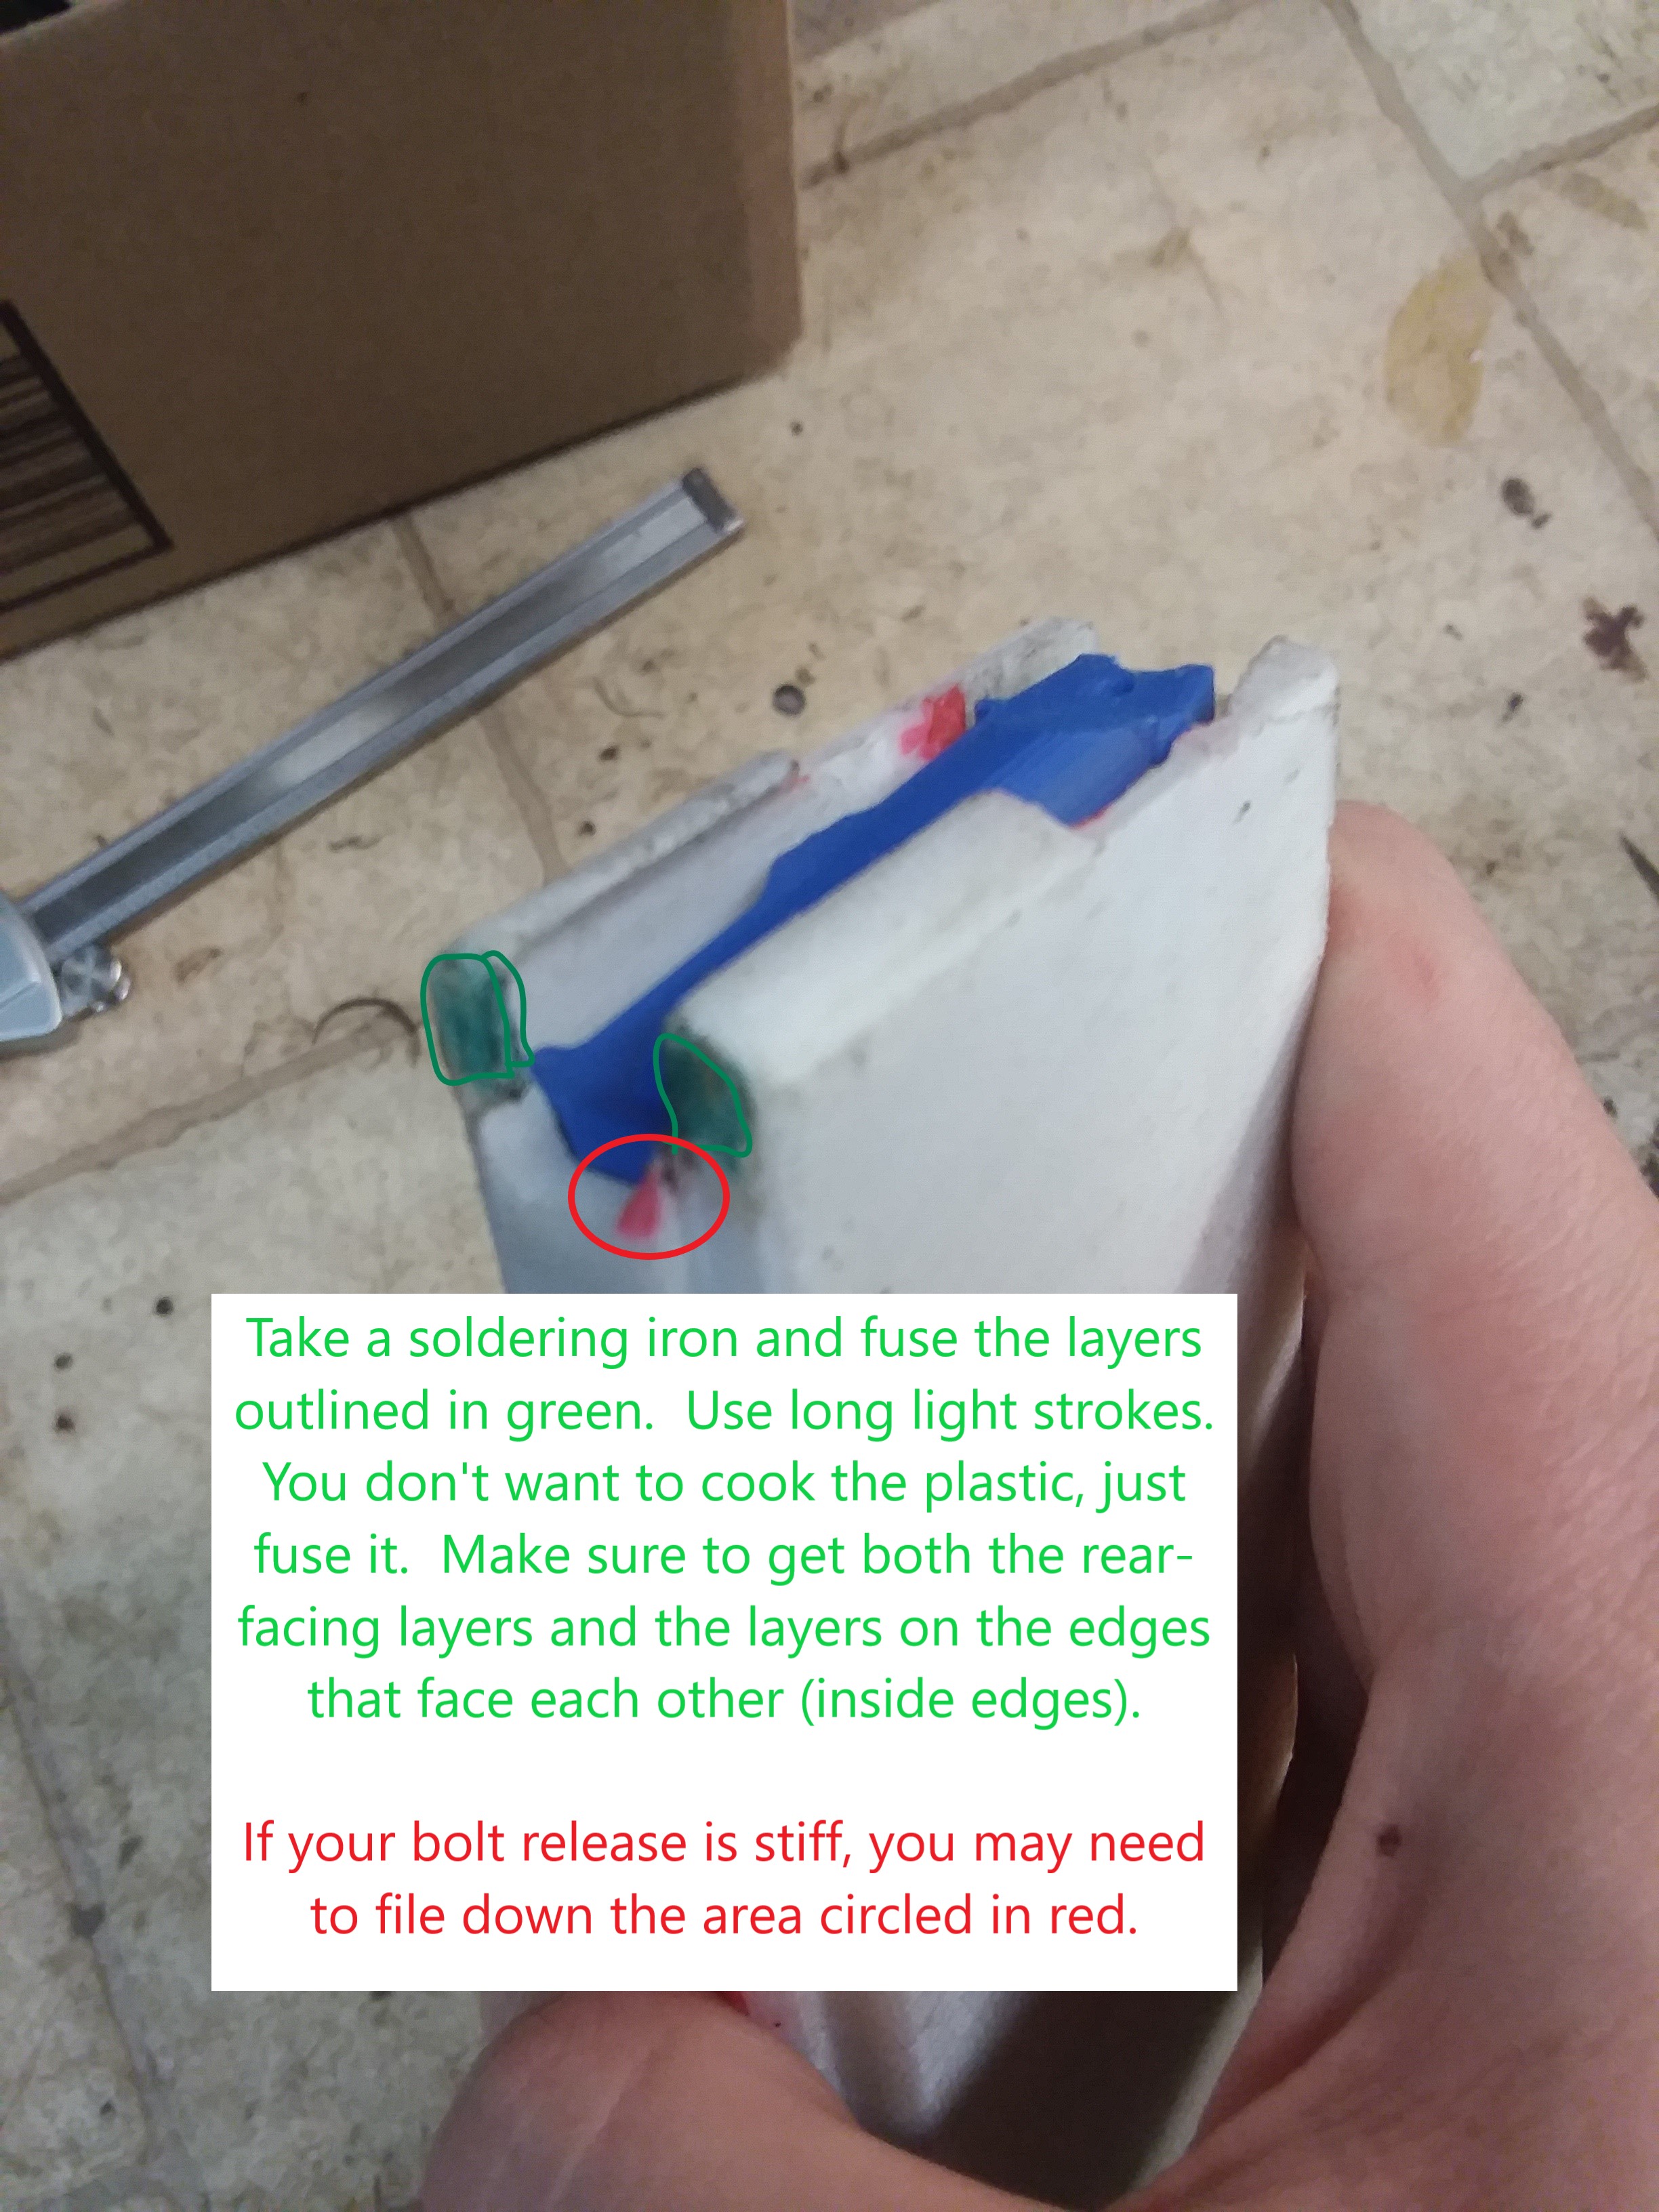 Take a soldering iron and fuse the layers
outlined in green.  Use long light strokes.
You don't want to cook the plastic, just
fuse it.  Make sure to get both the rear-
facing layers and the layers on the edges
that face each other (inside edges).
If your bolt release is stiff, you may need
to file down the area circled in red.